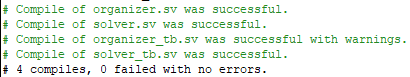 # Compile of organizer.sv was successful.
# Compile of solver.sv was successful.
# Compile of organizer_tb.sv was successful with warnings.
# Compile of solver_tb.sv was successful.
# 4 compiles, 0 failed with no errors.